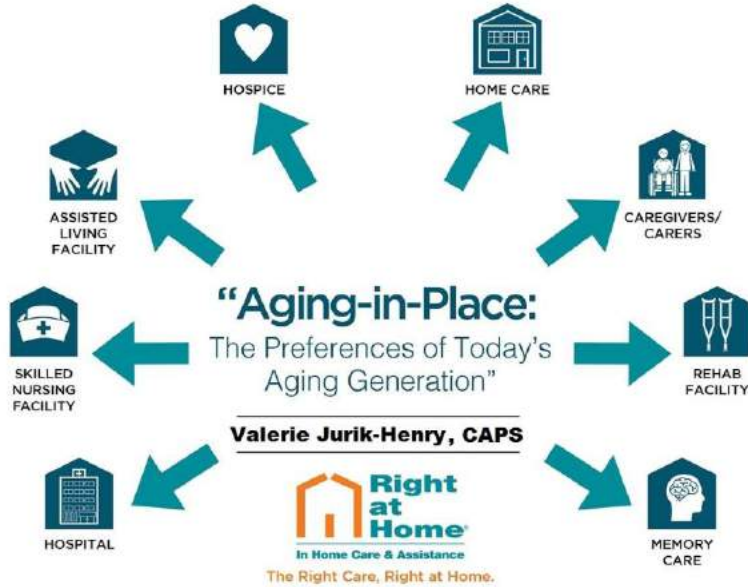 HOSPICE
HOME CARE
ASSISTED
LIVING
FACILITY
CAREGIVERS/
CARERS
“Aging-in-Place:
The Preferences of Today’s
Aging Generation”
SKILLED
NURSING
FACILITY
REHAB
FACILITY
Valerie Jurik-Henry, CAPS
HOSPITAL
Right
at
Home®
In Home Care & Assistance
The Right Care, Right at Home.
MEMORY
CARE